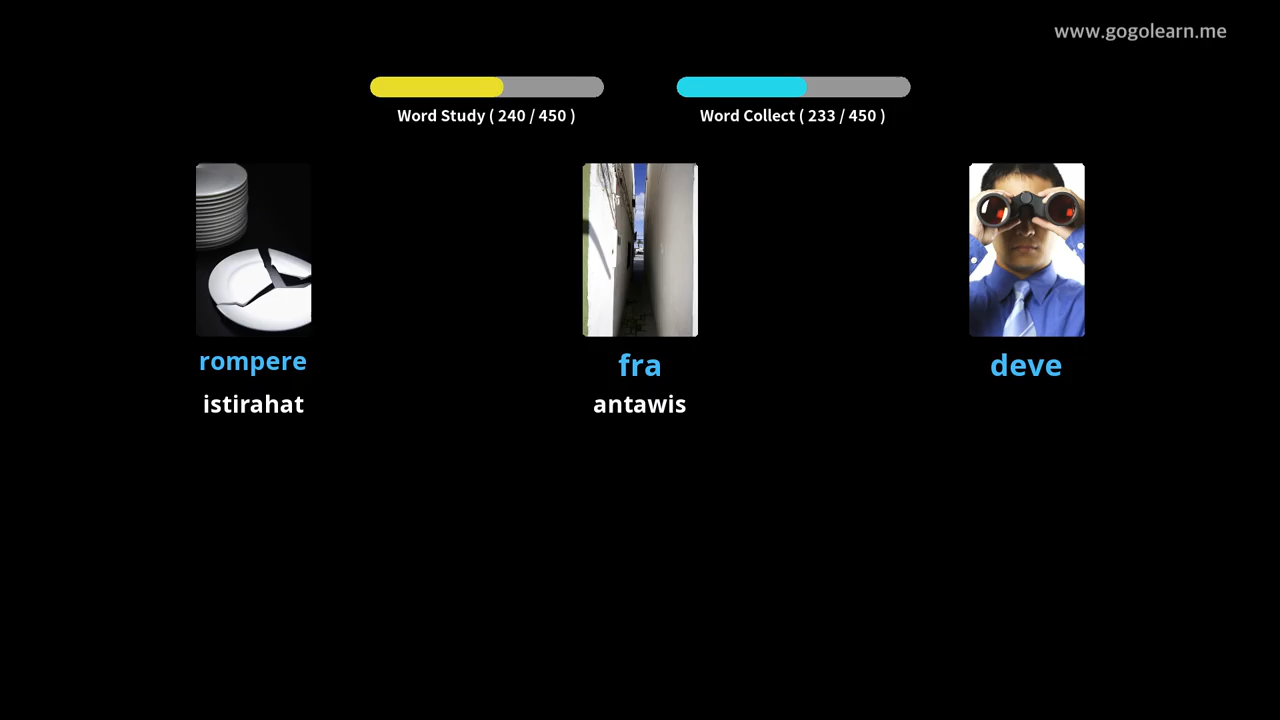 www.gogolearn.me
Word Study ( 240 / 450 )
Word Collect ( 233 / 450 )
rompere
fra
deve
istirahat
antawis